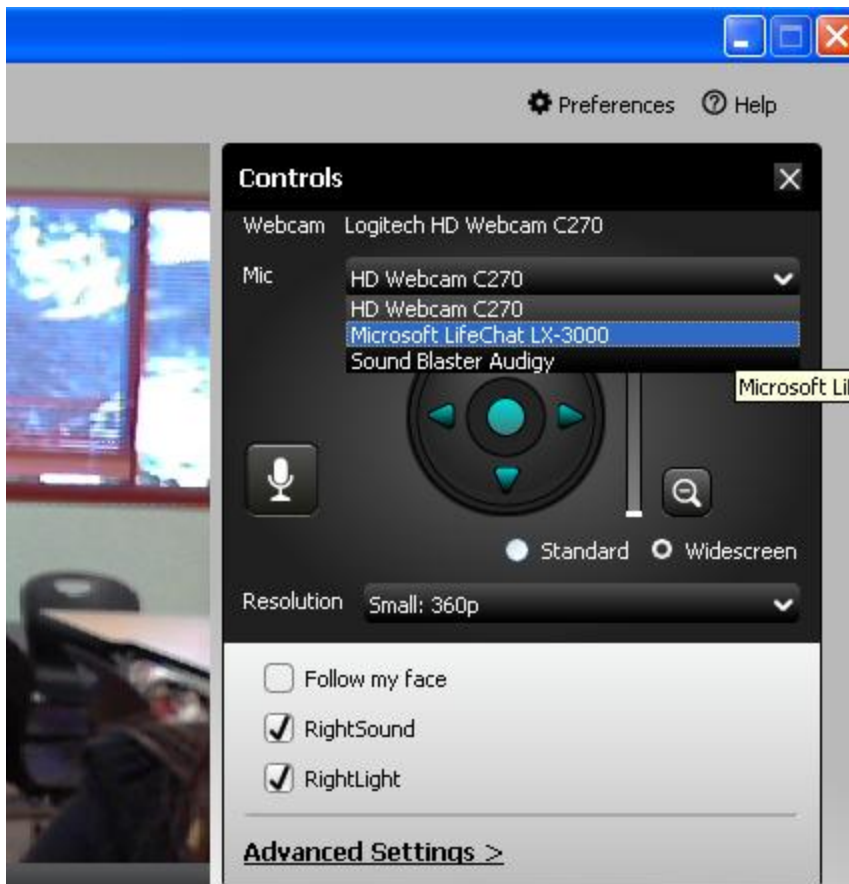 Preferences Help
Controls
Webcam Logitech HD Webcam C270
Mic HD Webcam C270
HD Webcam C270
Microsoft LifeChat LX-3000
Sound Blaster Audigy
Microsoft
Standard Widescreen
Resolution Small: 360p
Follow my face
RightSound
RightLight
Advanced Settings >